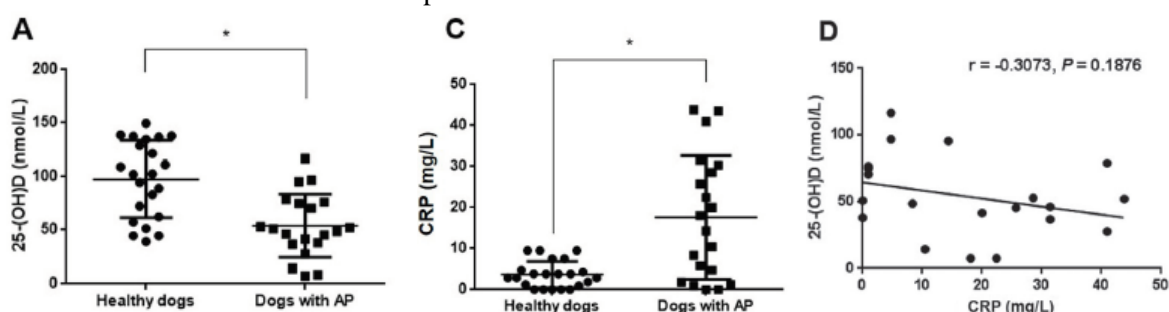 A
*
200
150
100
50
0
25-(OH)D (nmol/L)
Healthy dogs
Dogs with AP
C
*
50
40
30
20
10
0
CRP (mg/L)
Healthy dogs
Dogs with AP
D
r = -0.3073, P = 0.1876
150
100
50
0
25-(OH)D (nmol/L)
0
10
20
30
40
50
CRP (mg/L)